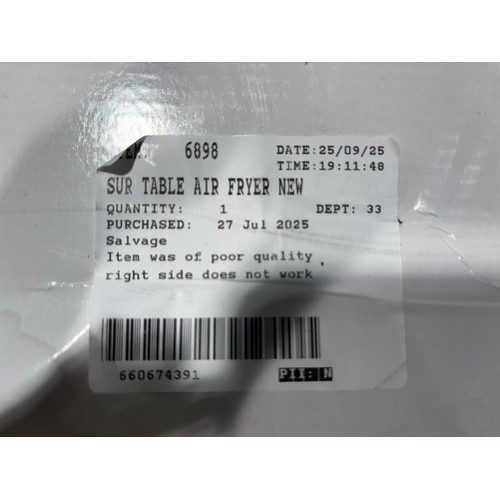 6898 DATE:25/09/25
TIME:19:11:48
SUR TABLE AIR FRYER NEW
QUANTITY: 1 DEPT: 33
PURCHASED: 27 Jul 2025
Salvage
Item was of poor quality
right side does not work
660674391 PII: N